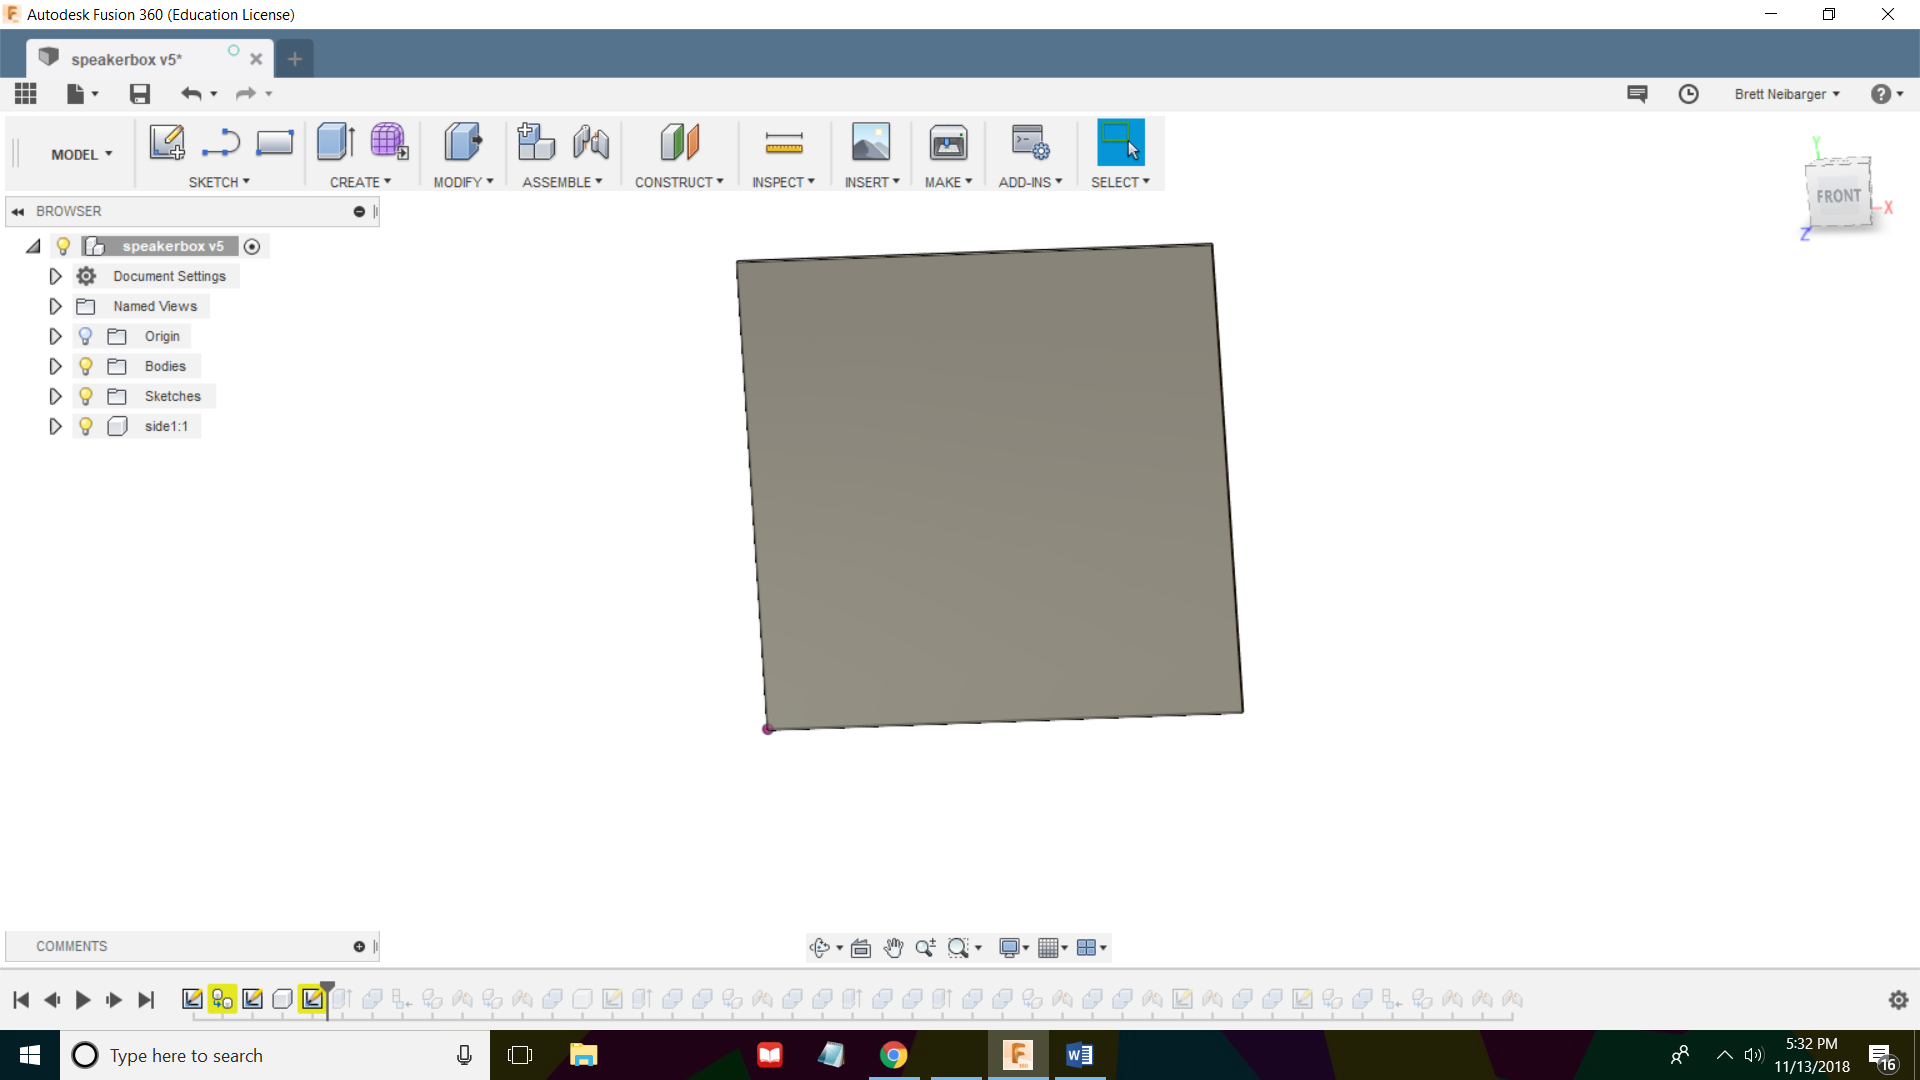 Autodesk Fusion 360 (Education License)
speakerbox v5*
Brett Neibarger
MODEL
SKETCH
CREATE
MODIFY
ASSEMBLE
CONSTRUCT
INSPECT
INSERT
MAKE
ADD-INS
SELECT
Y
FRONT
X
Z
BROWSER
speakerbox v5
Document Settings
Named Views
Origin
Bodies
Sketches
side1:1
COMMENTS
Type here to search
5:32 PM
11/13/2018
16